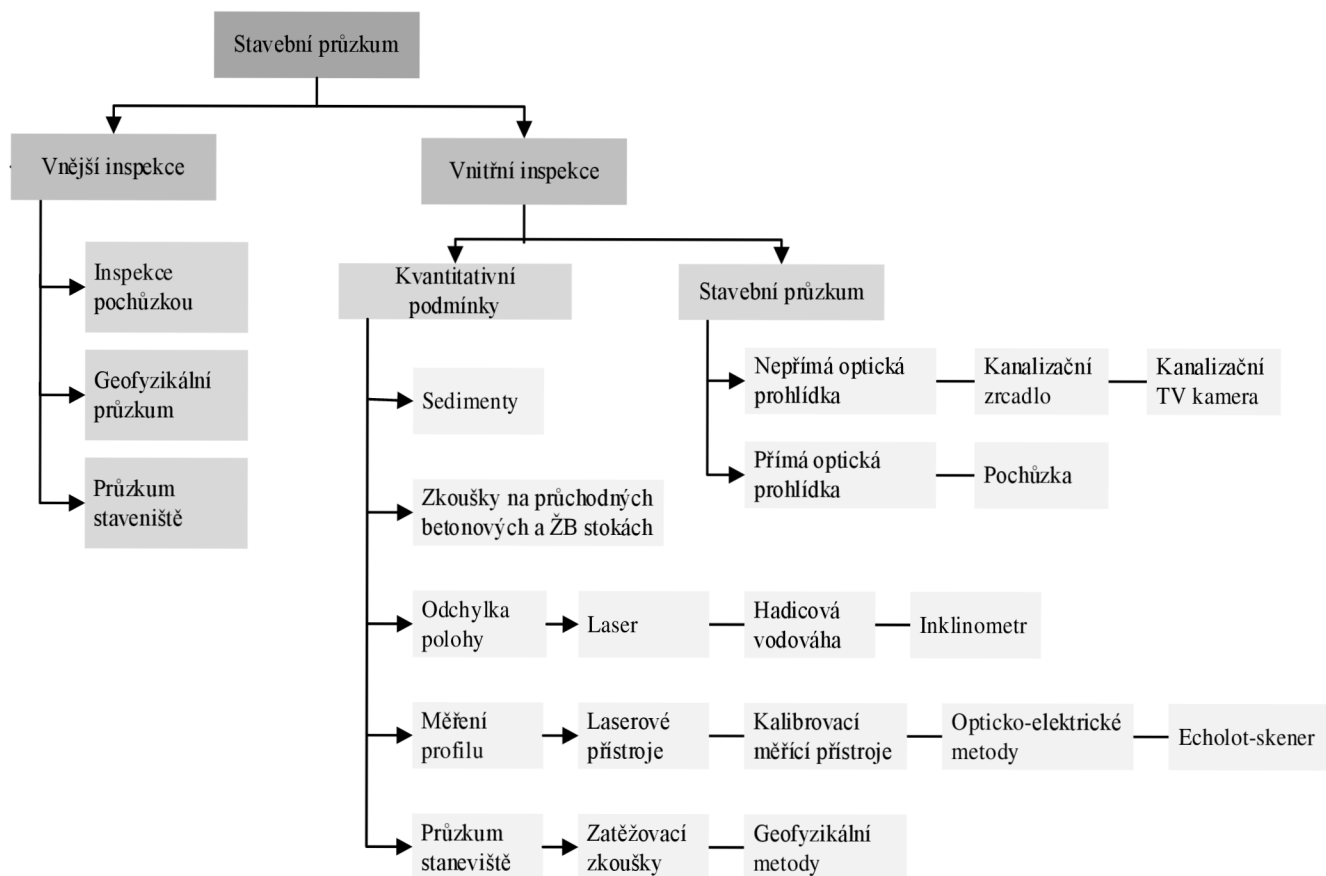 Stavební průzkum
Vnější inspekce
Vnitřní inspekce
Inspekce
pochůzkou
Geofyzikální
průzkum
Průzkum
staveniště
Kvantitativní
podmínky
Stavební průzkum
Sedimenty
Zkoušky na průchodných
betonových a ŽB stokách
Odchylka
polohy
Laser
Hadicová
vodováha
Inklinometr
Měření
profilu
Laserové
přístroje
Kalibrovací
měřící přístroje
Opticko-elektrické
metody
Echolot-skener
Průzkum
staneviště
Zatěžovací
zkoušky
Geofyzikální
metody
Nepřímá optická
prohlídka
Kanalizační
zrcadlo
Kanalizační
TV kamera
Přímá optická
prohlídka
Pochůzka